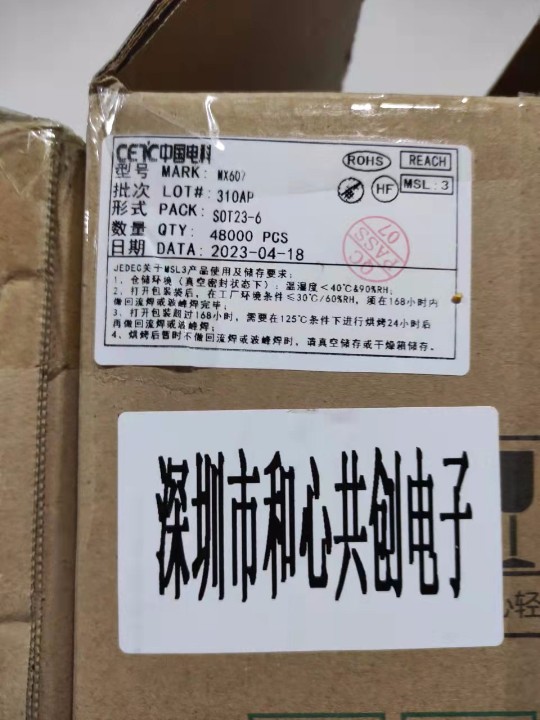 CETC中国电科
型号 MARK: MX607
批次 LOT#: 310AP
形式 PACK: SOT23-6
数量 QTY: 48000 PCS
日期 DATA: 2023-04-18
ROHS
REACH
HF
MSL: 3
QC
PASS
07
JEDEC关于MSL3产品使用及储存要求:
1、仓储环境(真空密封状态下):温湿度<40℃&90%RH;
2、打开包装袋后,在工厂环境条件≤30℃/60%RH,须在168小时内
做回流焊或波峰焊完毕;
3、打开包装超过168小时,需要在125℃条件下进行烘烤24小时后
再做回流焊或波峰焊;
4、烘烤后暂时不做回流焊或波峰焊时,请真空储存或干燥箱储存。
深圳市和心共创电子
心轻